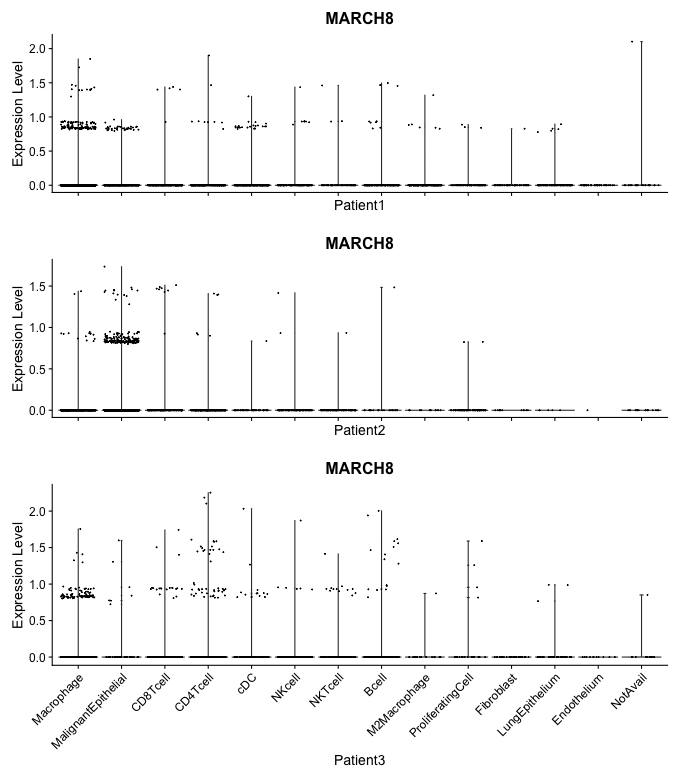 MARCH8
Expression Level
2.0
1.5
1.0
0.5
0.0
Patient1
MARCH8
Expression Level
1.5
1.0
0.5
0.0
Patient2
MARCH8
Expression Level
2.0
1.5
1.0
0.5
0.0
Macrophage
MalignantEpithelial
CD8Tcell
CD4Tcell
cDC
NKcell
NKTcell
Bcell
M2Macrophage
ProliferatingCell
Fibroblast
LungEpithelium
Endothelium
NotAvail
Patient3